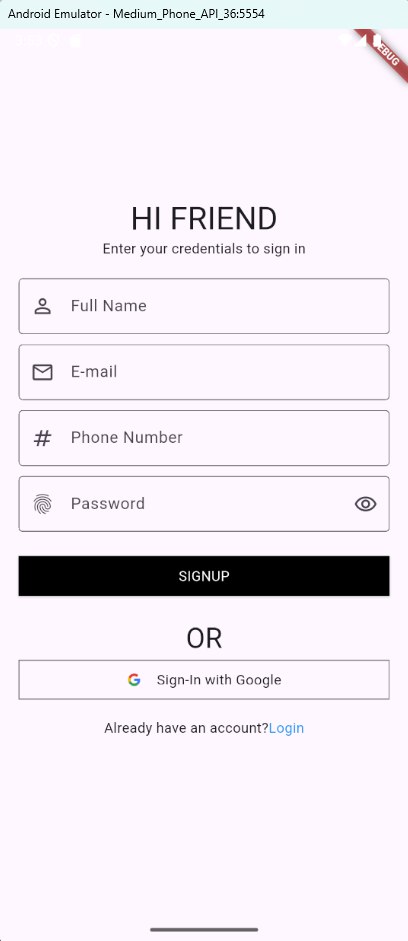 Android Emulator - Medium_Phone_API_36:5554
DEBUG
HI FRIEND
Enter your credentials to sign in
Full Name
E-mail
# Phone Number
Password
SIGNUP
OR
G Sign-In with Google
Already have an account?Login